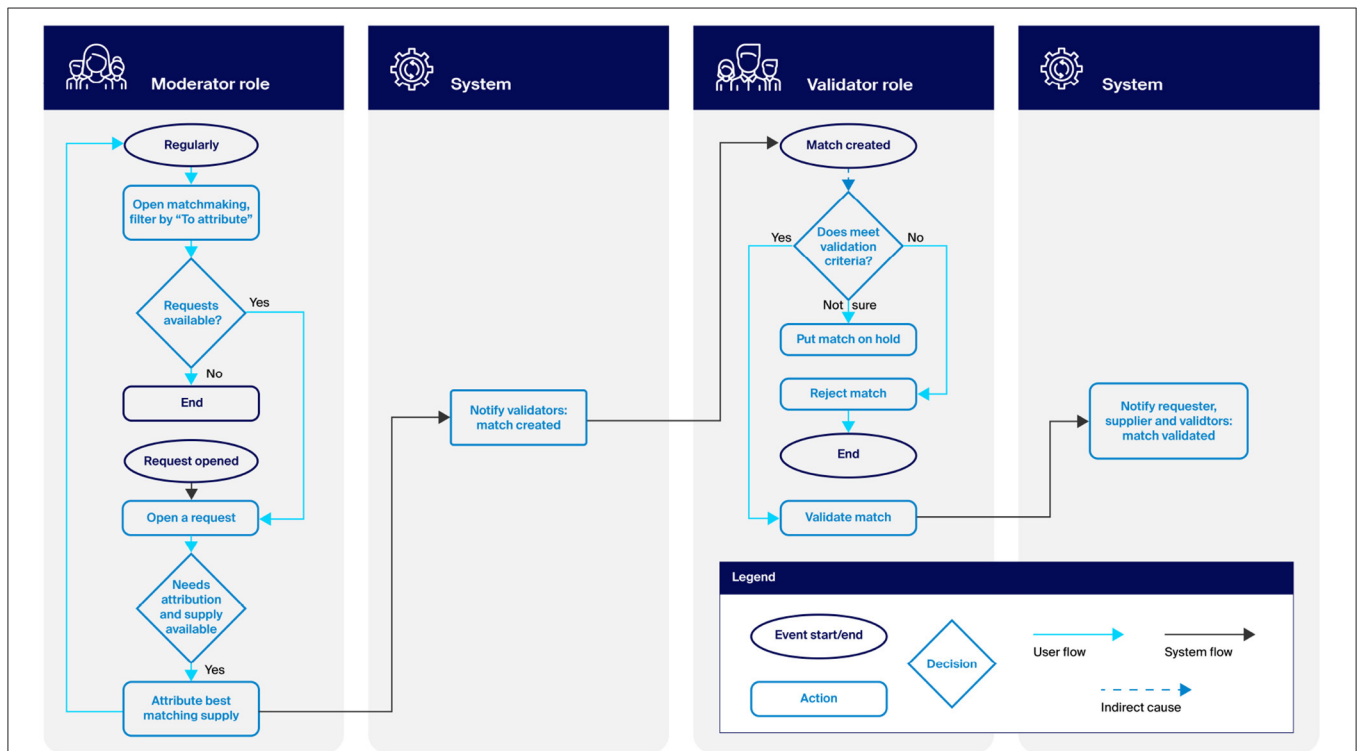 Moderator role
System
Validator role
System
Regularly
Open matchmaking,
filter by “To attribute”
Requests
available?
Yes
No
End
Request opened
Open a request
Needs
attribution
and supply
available
Yes
Attribute best
matching supply
Notify validators:
match created
Match created
Does meet
validation
criteria?
Yes
No
Not sure
Put match on hold
Reject match
End
Validate match
Notify requester,
supplier and validtors:
match validated
Legend
Event start/end
Action
Decision
User flow
System flow
Indirect cause